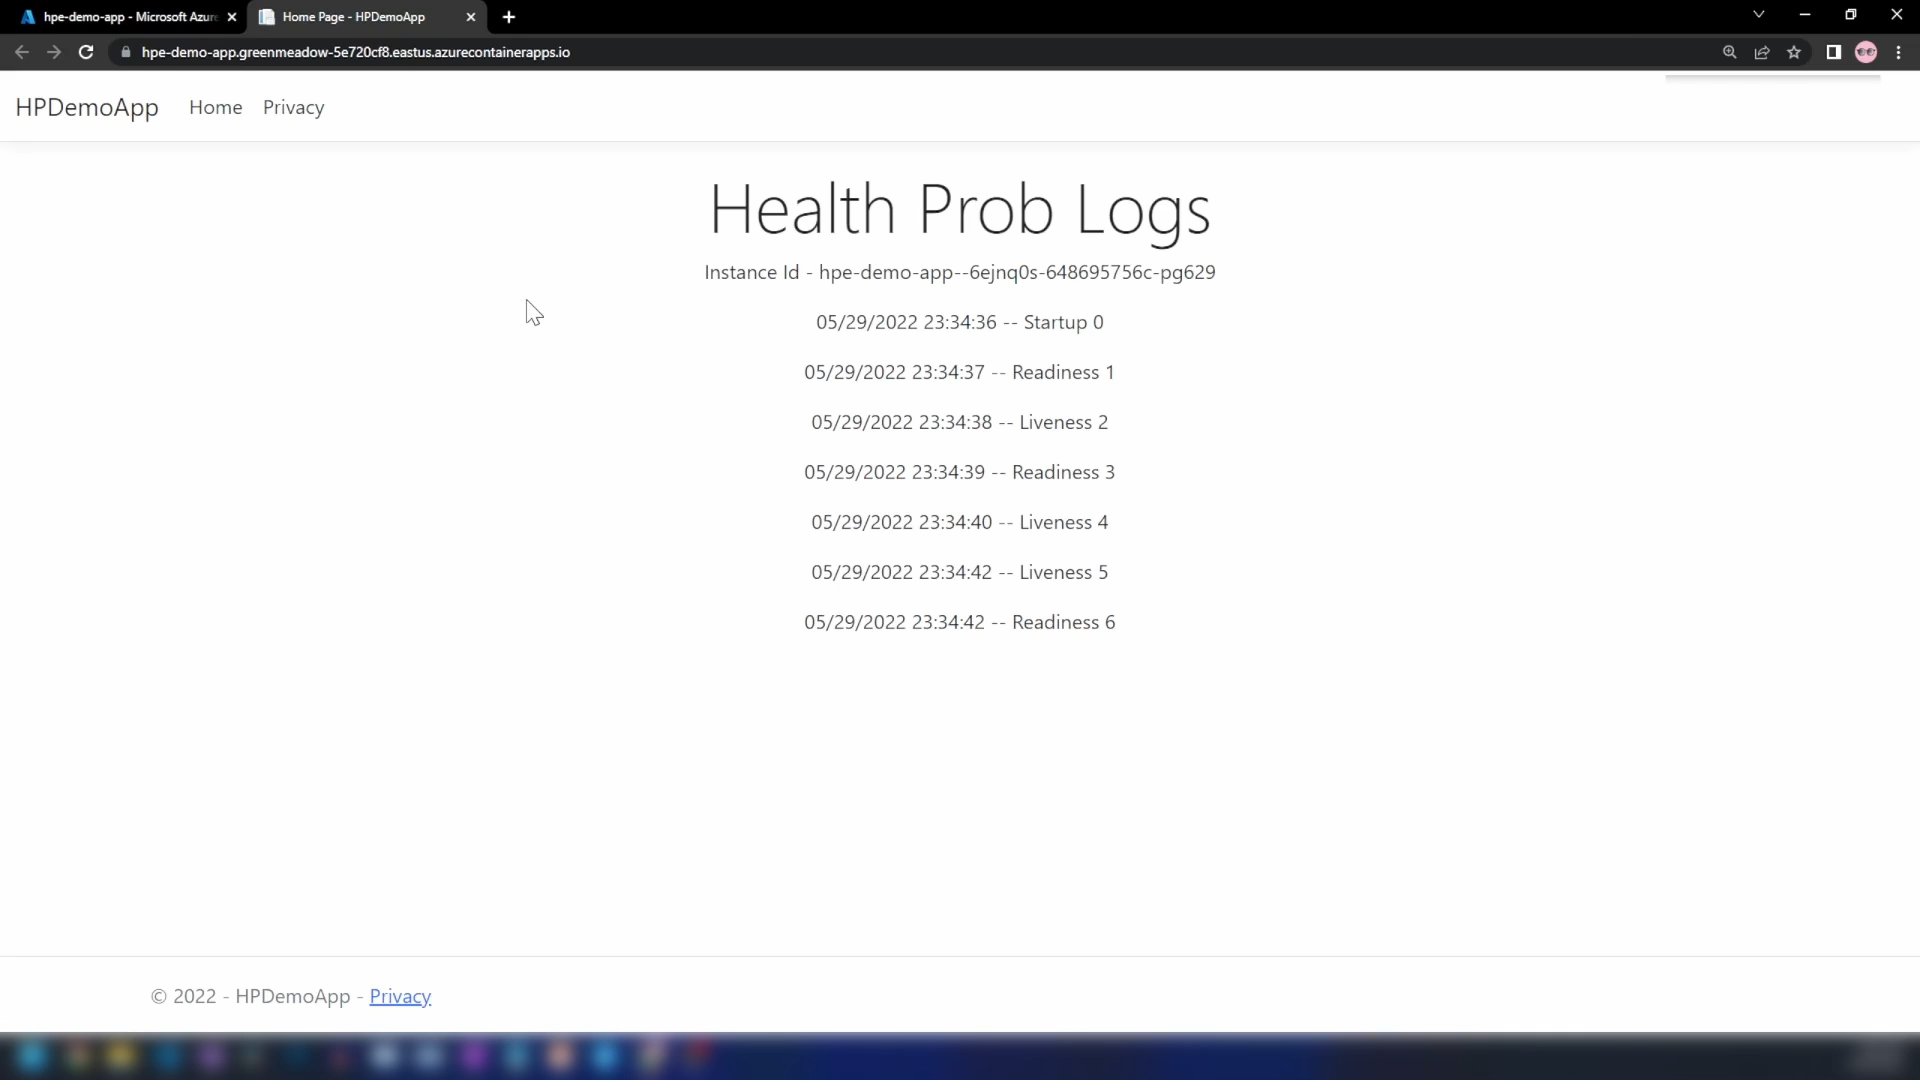 hpe-demo-app - Microsoft Azure
Home Page - HPDemoApp
hpe-demo-app.greenmeadow-5e720cf8.eastus.azurecontainerapps.io
HPDemoApp Home Privacy
Health Prob Logs
Instance Id - hpe-demo-app--6ejnq0s-648695756c-pg629
05/29/2022 23:34:36 -- Startup 0
05/29/2022 23:34:37 -- Readiness 1
05/29/2022 23:34:38 -- Liveness 2
05/29/2022 23:34:39 -- Readiness 3
05/29/2022 23:34:40 -- Liveness 4
05/29/2022 23:34:42 -- Liveness 5
05/29/2022 23:34:42 -- Readiness 6
© 2022 - HPDemoApp - Privacy